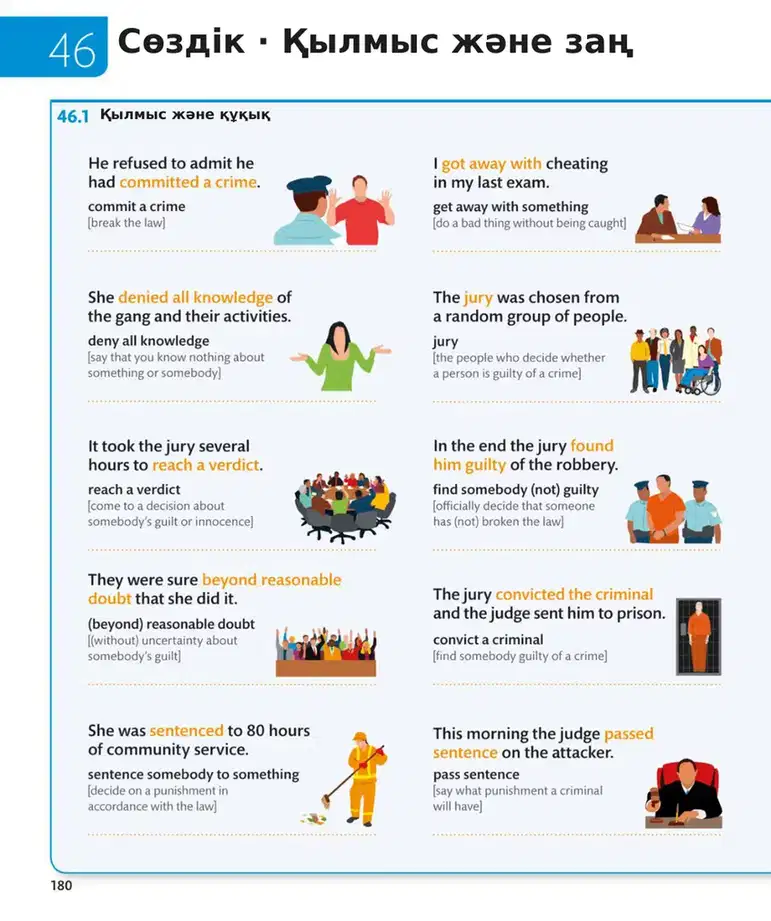 46 Сөздік · Қылмыс және заң
46.1 Қылмыс және құқық
He refused to admit he
had committed a crime.
commit a crime
[break the law]
I got away with cheating
in my last exam.
get away with something
[do a bad thing without being caught]
She denied all knowledge of
the gang and their activities.
deny all knowledge
[say that you know nothing about
something or somebody]
The jury was chosen from
a random group of people.
jury
[the people who decide whether
a person is guilty of a crime]
It took the jury several
hours to reach a verdict.
reach a verdict
[come to a decision about
somebody's guilt or innocence]
In the end the jury found
him guilty of the robbery.
find somebody (not) guilty
[officially decide that someone
has (not) broken the law]
They were sure beyond reasonable
doubt that she did it.
(beyond) reasonable doubt
[(without) uncertainty about
somebody's guilt]
The jury convicted the criminal
and the judge sent him to prison.
convict a criminal
[find somebody guilty of a crime]
She was sentenced to 80 hours
of community service.
sentence somebody to something
[decide on a punishment in
accordance with the law]
This morning the judge passed
sentence on the attacker.
pass sentence
[say what punishment a criminal
will have]
180